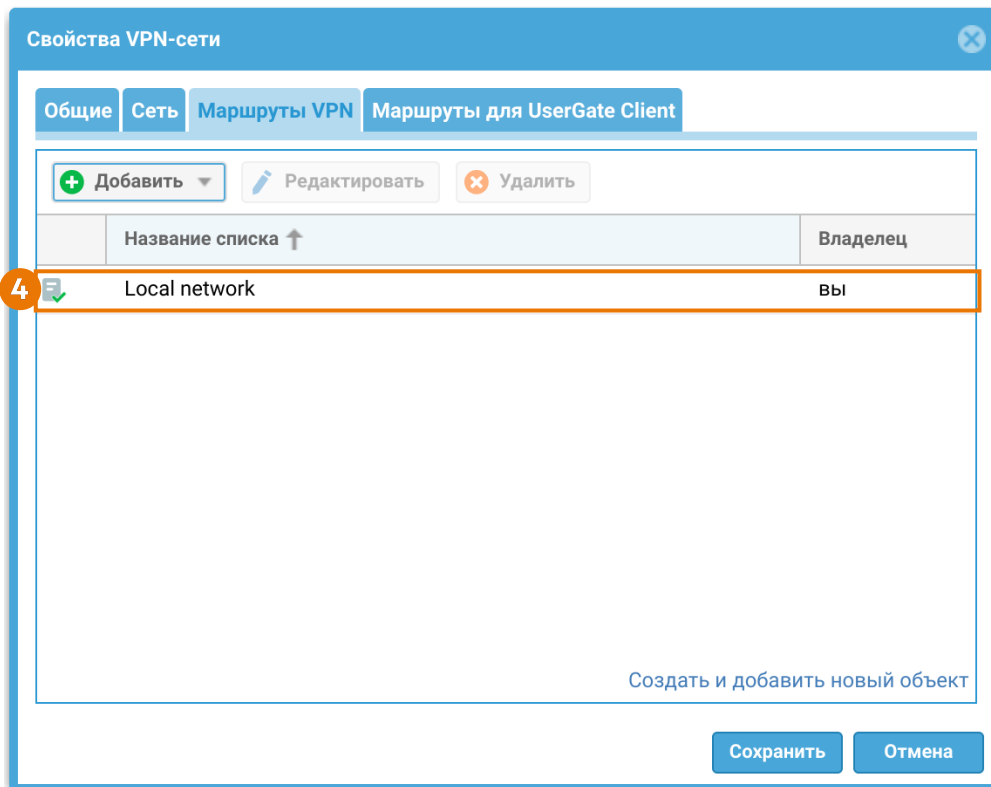 Свойства VPN-сети
Общие Сеть Маршруты VPN Маршруты для UserGate Client
Добавить Редактировать Удалить
Название списка Владелец
4 Local network вы
Создать и добавить новый объект
Сохранить Отмена